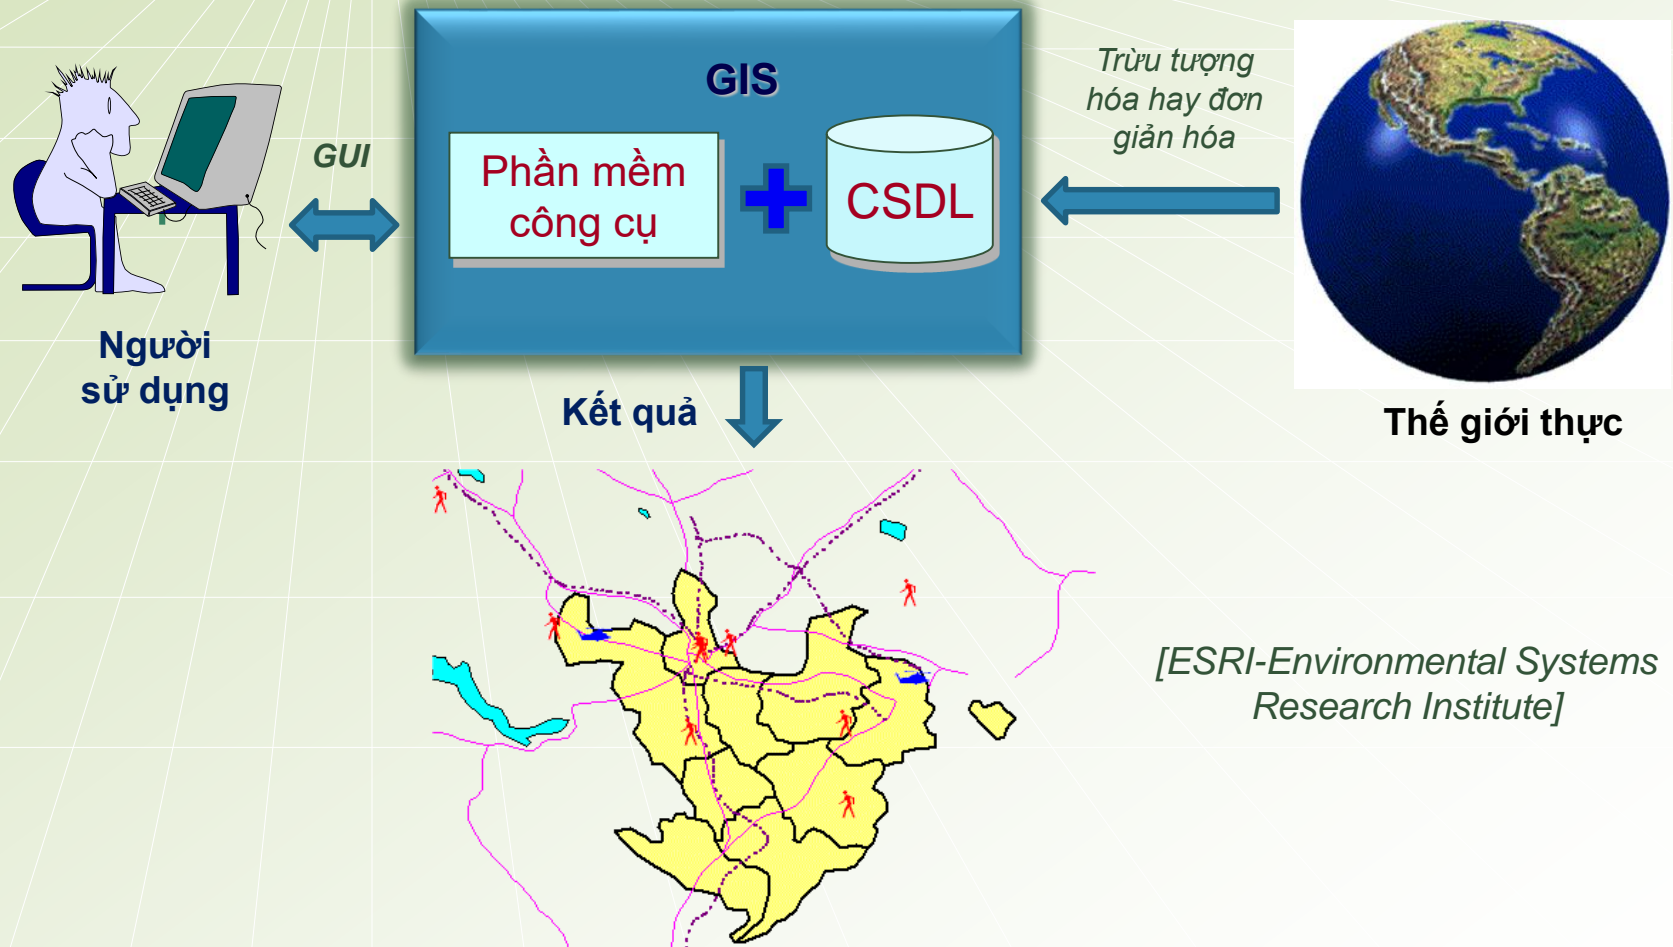 GIS
Trừu tượng
hóa hay đơn
giản hóa
GUI
Phần mềm
công cụ
CSDL
Người
sử dụng
Kết quả
Thế giới thực
[ESRI-Environmental Systems
Research Institute]